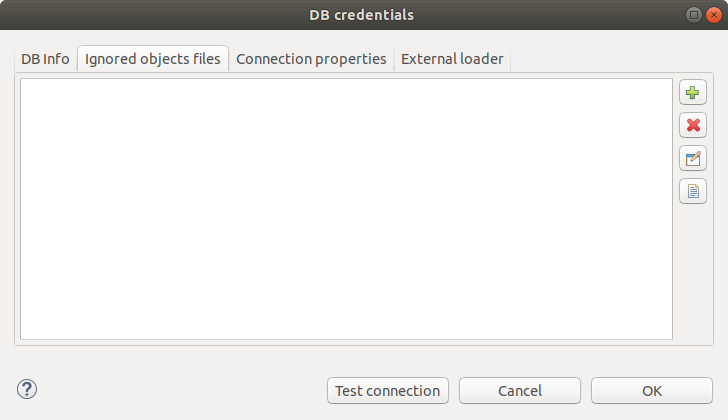 DB credentials
DB Info Ignored objects files Connection properties External loader
?
Test connection Cancel OK